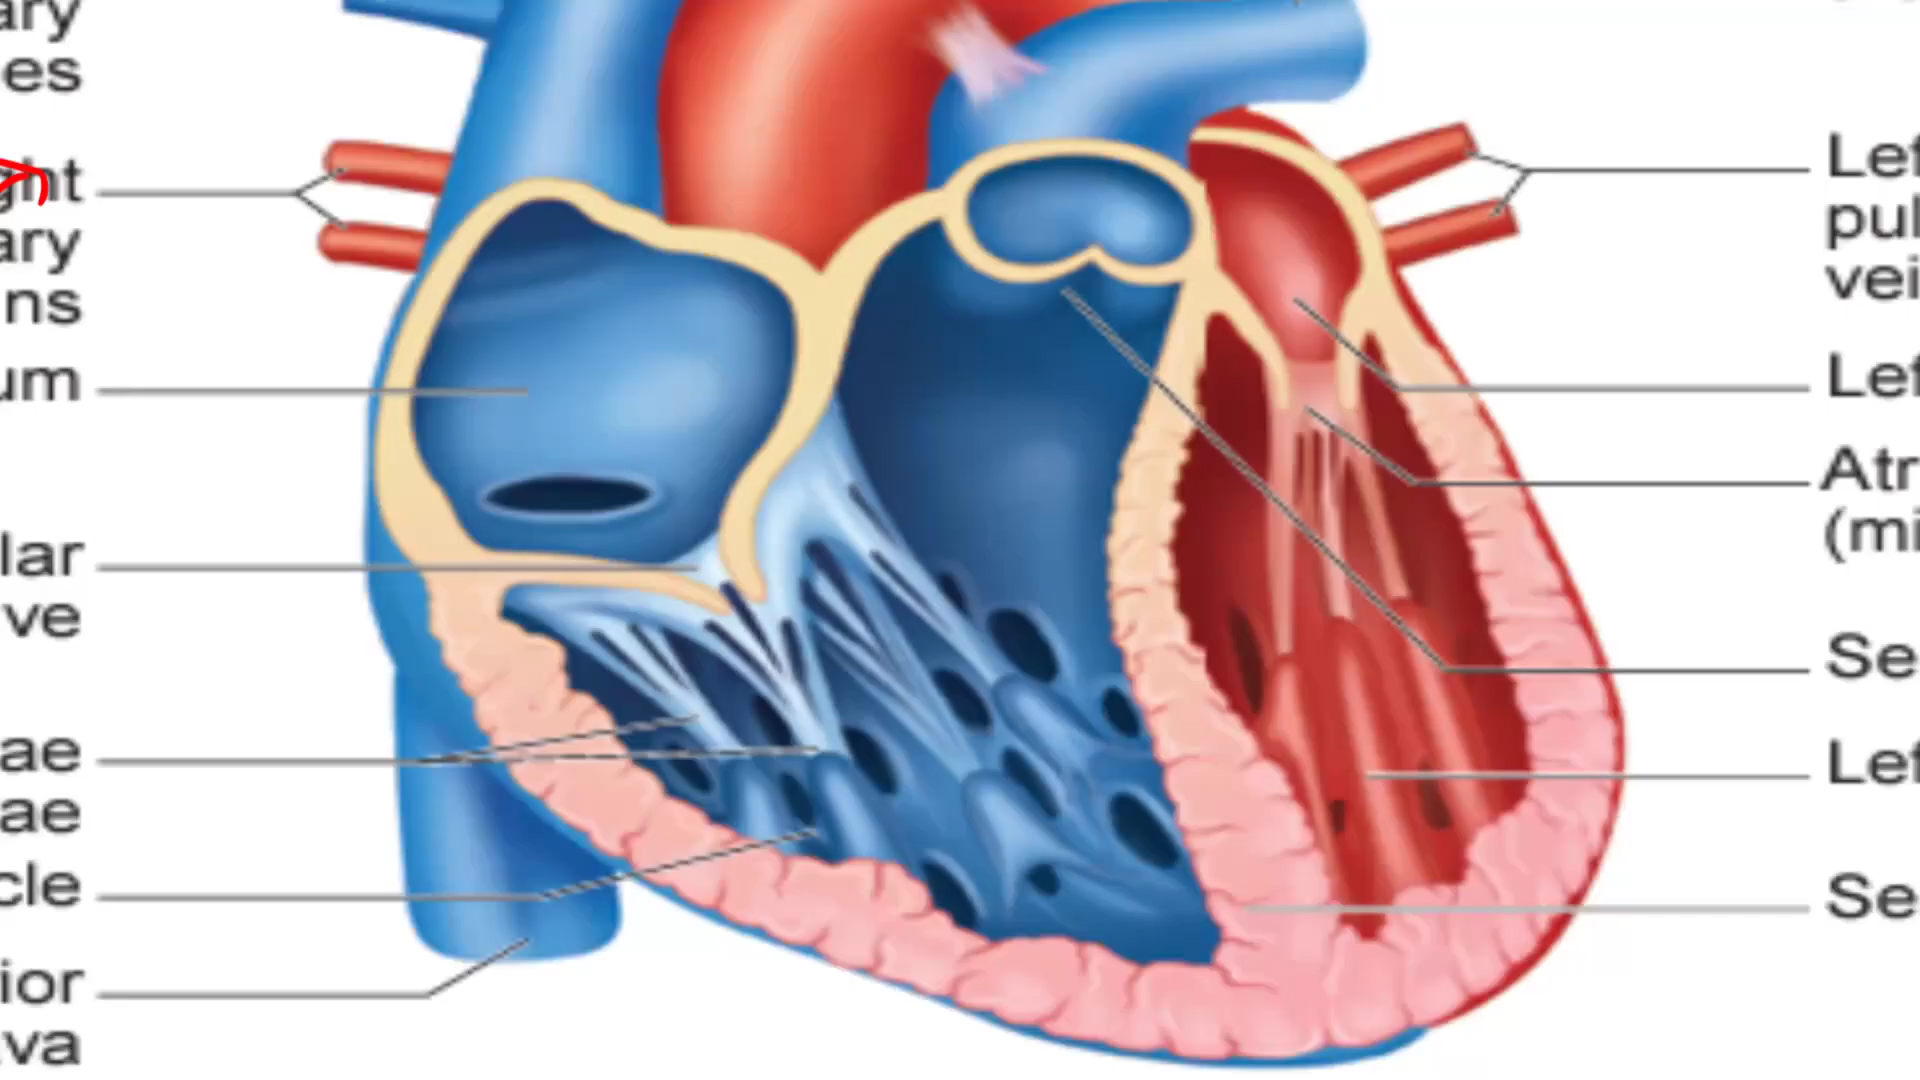 ary
es
ght
ary
ns
um
lar
ve
ae
ae
cle
ior
va
Lef
pul
vei
Lef
Atr
(mi
Se
Lef
Se